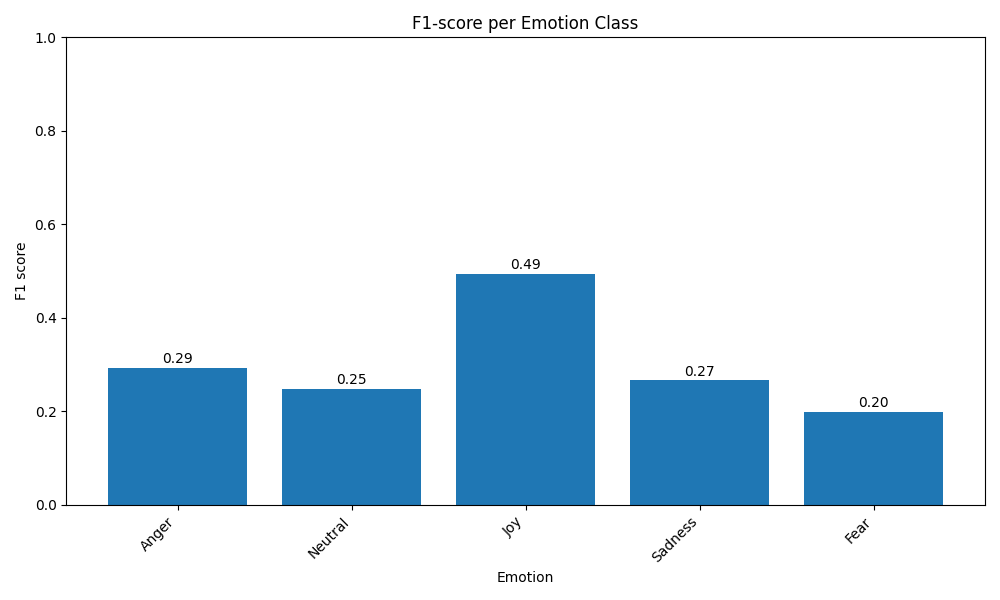 F1-score per Emotion Class
1.0
0.8
0.6
0.4
0.2
0.0
F1 score
0.29
0.25
0.49
0.27
0.20
Anger
Neutral
Joy
Sadness
Fear
Emotion